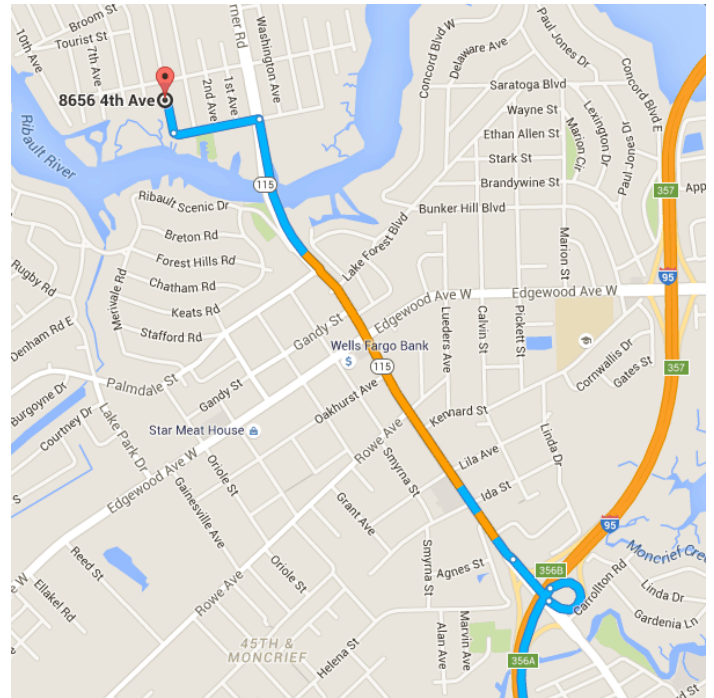 Broom St
Tourist St
10th Ave
7th Ave
8656 4th Ave
2nd Ave
1st Ave
rner Rd
Washington Ave
Concord Blvd W
Delaware Ave
Paul Jones Dr
Concord Blvd E
Saratoga Blvd
Wayne St
Ethan Allen St
Stark St
Brandywine St
Bunker Hill Blvd
Marion Cir
Lexington Dr
Paul Jones Dr
357
App
Ribault River
115
Ribault Scenic Dr
Breton Rd
Forest Hills Rd
Chatham Rd
Keats Rd
Stafford Rd
Merivale Rd
Rugby Rd
Denham Rd E
Lake Forest Blvd
Marion St
95
Edgewood Ave W
Edgewood Ave W
Gandy St
Wells Fargo Bank
$
115
Lueders Ave
Calvin St
Pickett St
Cornwallis Dr
Gates St
357
Palmdale St
Gandy St
Oakhurst Ave
Burgoyne Dr
Courtney Dr
Lake Park Dr
Star Meat House
Kennard St
Rowe Ave
Linda Dr
Lila Ave
Ida St
Edgewood Ave W
Oriole St
Gainesville Ave
Smyrna St
Grant Ave
S
95
Moncrief Cree
Reed St
Ellakel Rd
e W
Rowe Ave
Oriole St
Smyrna St
Agnes St
356B
Carrollton Rd
Linda Dr
Gardenia Ln
45TH &
MONCRIEF
Helena St
Alan Ave
Marvin Ave
356A
d St